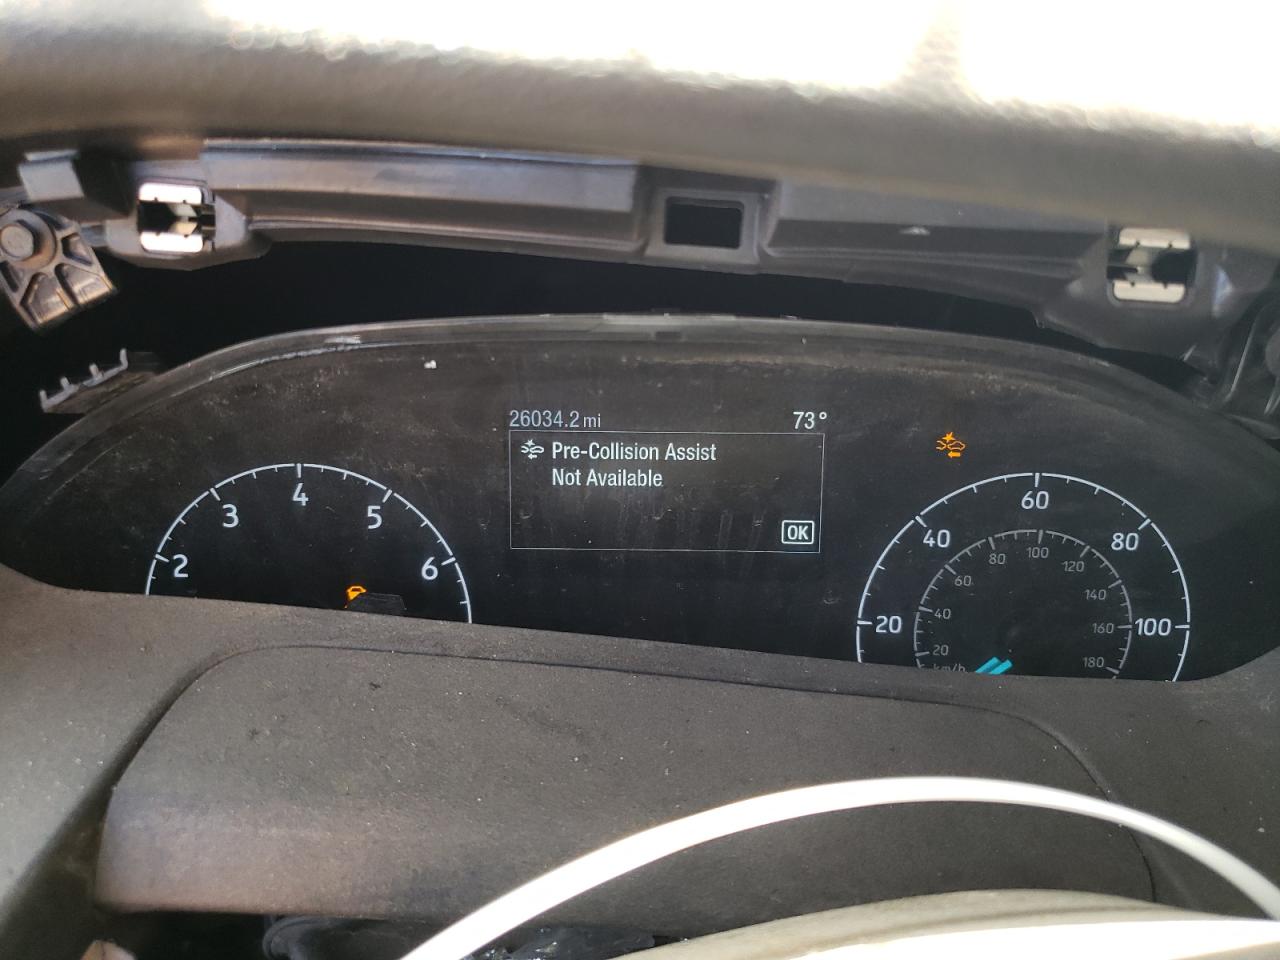 26034.2 mi 73°
Pre-Collision Assist
Not Available
OK
2 3 4 5 6
20 40 60 80 100
20 40 60 80 100 120 140 160 180
km/h